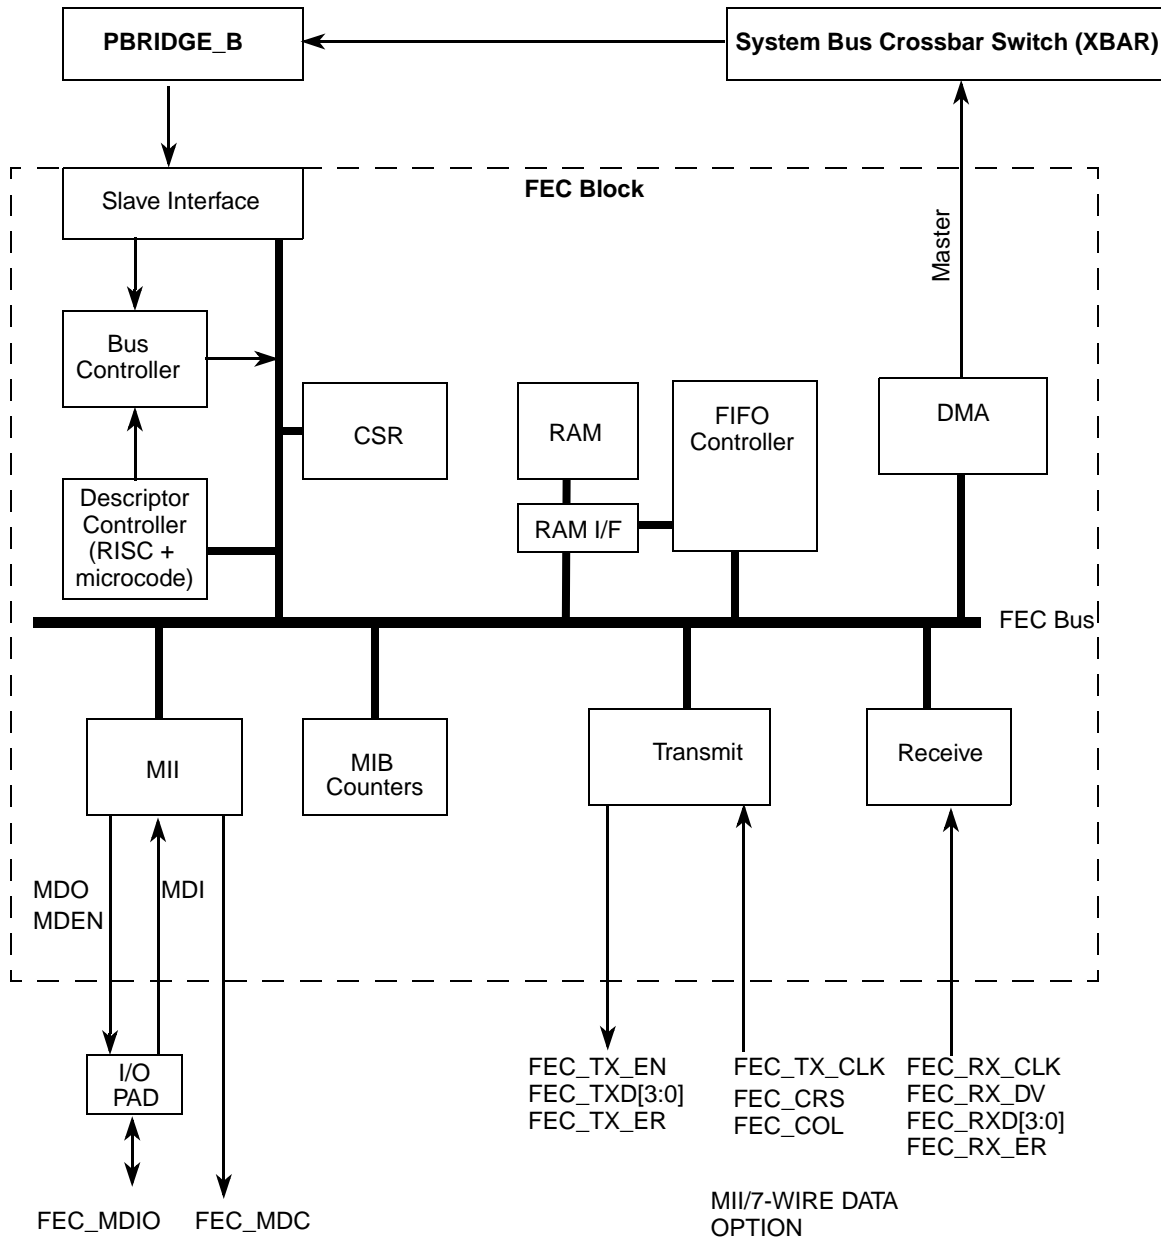 PBRIDGE_B
System Bus Crossbar Switch (XBAR)
Slave Interface
FEC Block
Master
Bus
Controller
CSR
RAM
FIFO
Controller
DMA
Descriptor
Controller
(RISC +
microcode)
RAM I/F
FEC Bus
MII
MIB
Counters
Transmit
Receive
MDO
MDEN
MDI
I/O
PAD
FEC_TX_EN
FEC_TXD[3:0]
FEC_TX_ER
FEC_TX_CLK
FEC_CRS
FEC_COL
FEC_RX_CLK
FEC_RX_DV
FEC_RXD[3:0]
FEC_RX_ER
FEC_MDIO
FEC_MDC
MII/7-WIRE DATA
OPTION